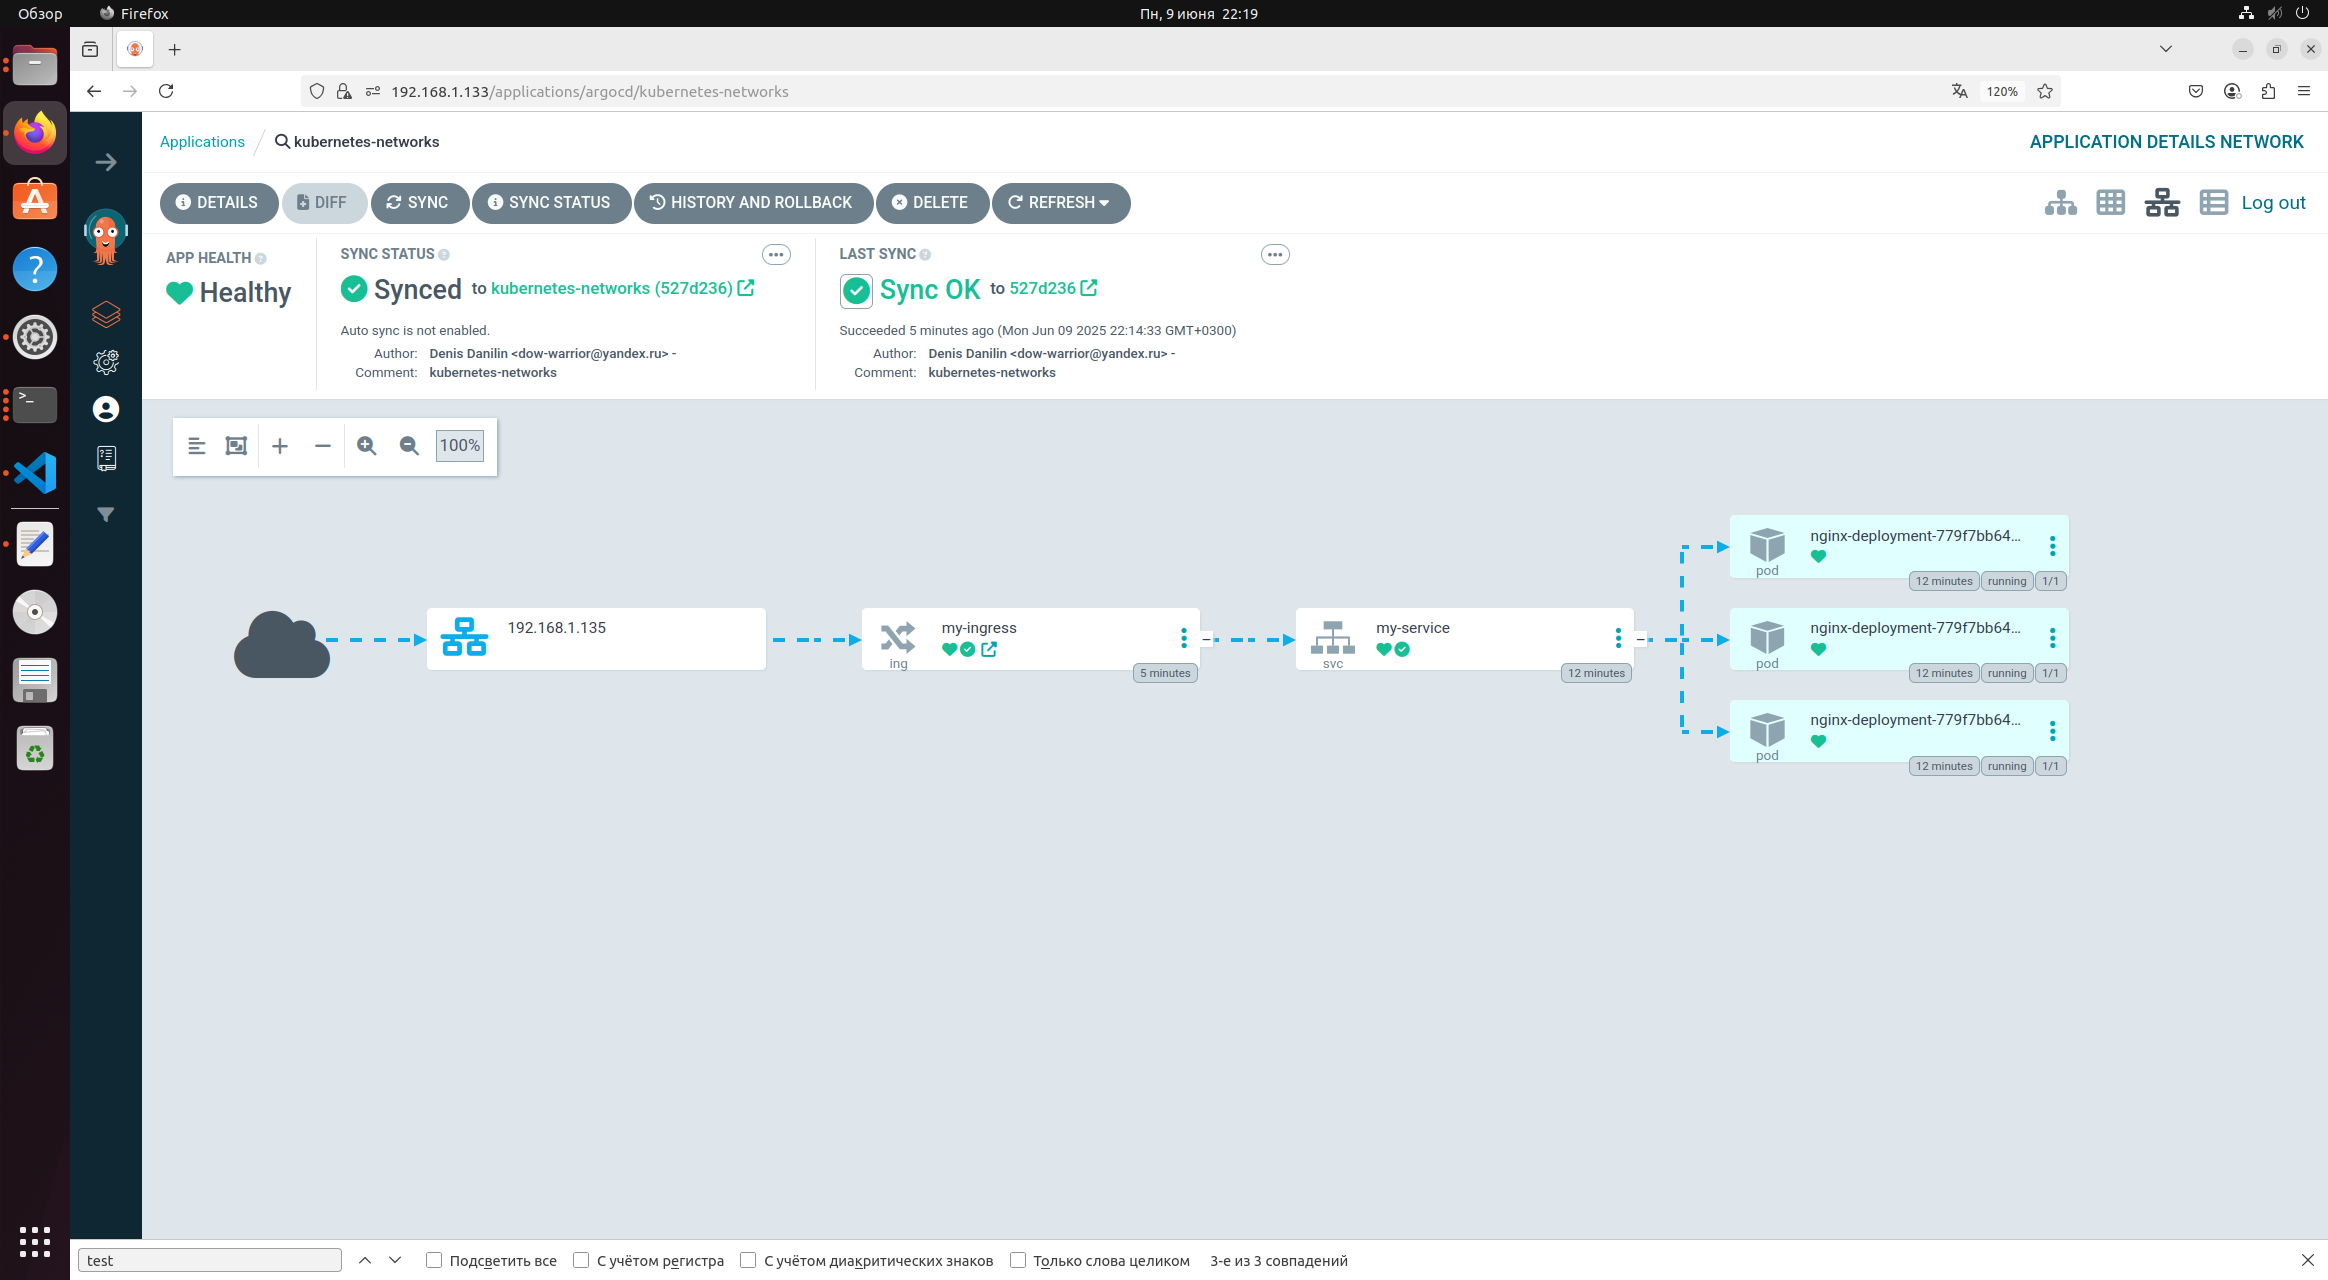 Обзор
Firefox
Пн, 9 июня 22:19
192.168.1.133/applications/argocd/kubernetes-networks
120%
Applications
kubernetes-networks
APPLICATION DETAILS NETWORK
DETAILS
DIFF
SYNC
SYNC STATUS
HISTORY AND ROLLBACK
DELETE
REFRESH
Log out
APP HEALTH
Healthy
SYNC STATUS
Synced to kubernetes-networks (527d236)
Auto sync is not enabled.
Author: Denis Danilin <dow-warrior@yandex.ru> -
Comment: kubernetes-networks
LAST SYNC
Sync OK to 527d236
Succeeded 5 minutes ago (Mon Jun 09 2025 22:14:33 GMT+0300)
Author: Denis Danilin <dow-warrior@yandex.ru> -
Comment: kubernetes-networks
100%
192.168.1.135
my-ingress
ing
5 minutes
my-service
svc
12 minutes
nginx-deployment-779f7bb64...
pod
12 minutes running 1/1
nginx-deployment-779f7bb64...
pod
12 minutes running 1/1
nginx-deployment-779f7bb64...
pod
12 minutes running 1/1
test
Подсветить все
С учётом регистра
С учётом диакритических знаков
Только слова целиком
3-е из 3 совпадений